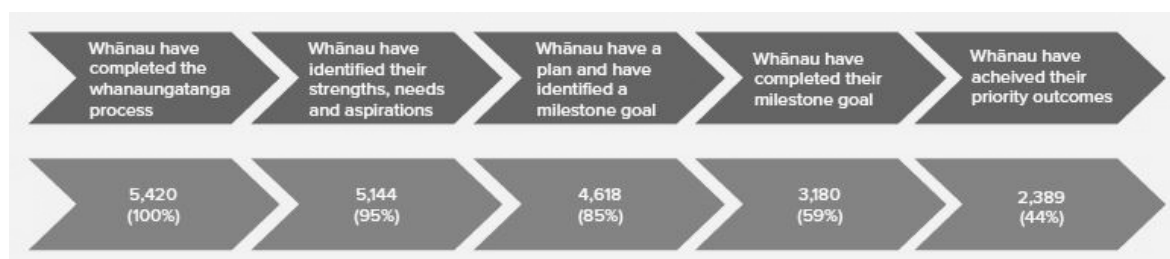 Whānau have
completed the
whanaungatanga
process
Whānau have
identified their
strengths, needs
and aspirations
Whānau have a
plan and have
identified a
milestone goal
Whānau have
completed their
milestone goal
Whānau have
acheived their
priority outcomes
5,420
(100%)
5,144
(95%)
4,618
(85%)
3,180
(59%)
2,389
(44%)